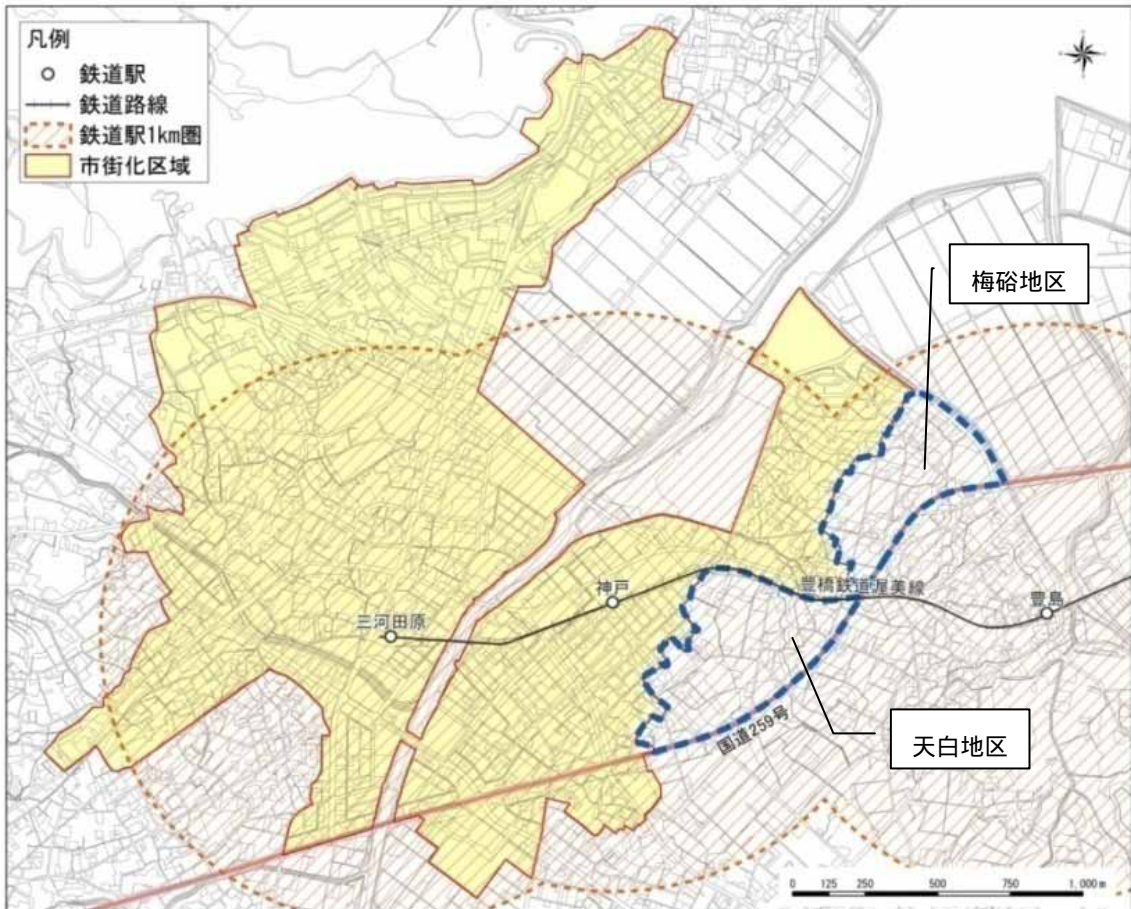 凡例
鉄道駅
鉄道路線
鉄道駅1km圏
市街化区域
梅硲地区
神戸
豊橋鉄道渥美線
豊島
三河田原
国道259号
天白地区
0 125 250 500 750 1,000 m